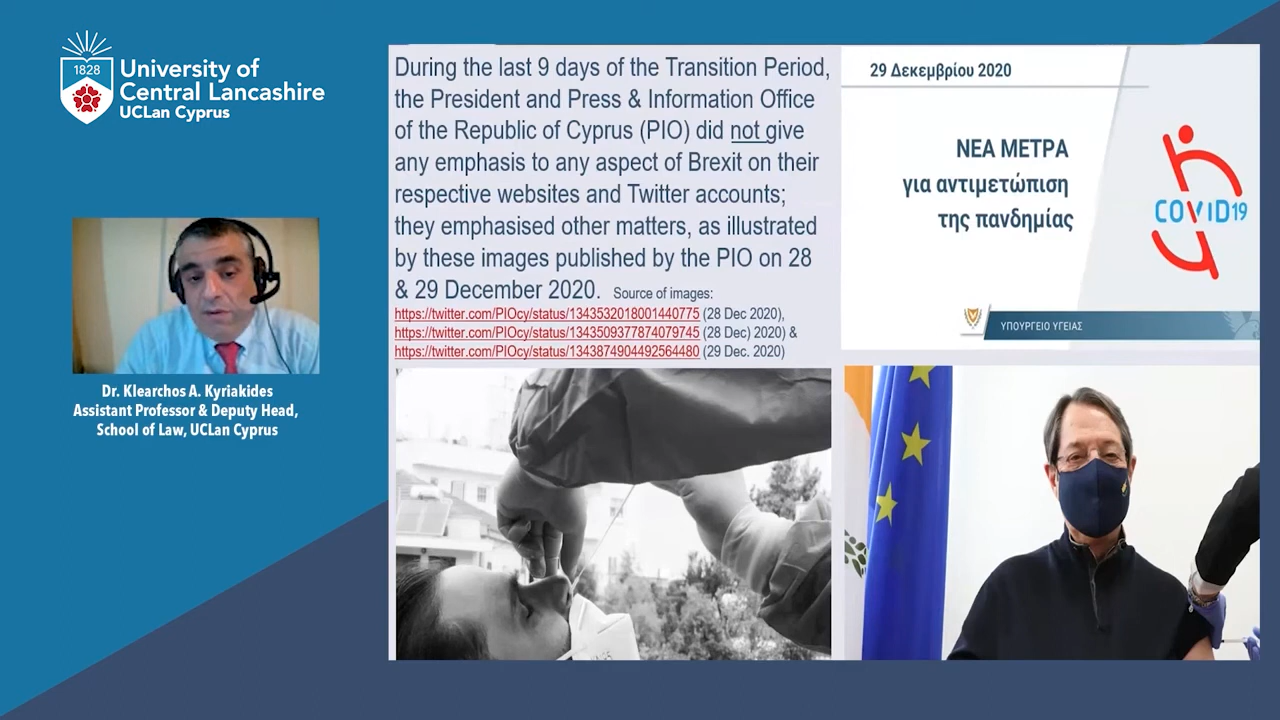 1828
University of
Central Lancashire
UCLan Cyprus
Dr. Klearchos A. Kyriakides
Assistant Professor & Deputy Head,
School of Law, UCLan Cyprus
During the last 9 days of the Transition Period,
the President and Press & Information Office
of the Republic of Cyprus (PIO) did not give
any emphasis to any aspect of Brexit on their
respective websites and Twitter accounts;
they emphasised other matters, as illustrated
by these images published by the PIO on 28
& 29 December 2020. Source of images:
https://twitter.com/PIOcy/status/1343532018001440775 (28 Dec 2020),
https://twitter.com/PIOcy/status/1343509377874079745 (28 Dec) 2020) &
https://twitter.com/PIOcy/status/1343874904492564480 (29 Dec. 2020)
29 Δεκεμβρίου 2020
ΝΕΑ ΜΕΤΡΑ
για αντιμετώπιση
της πανδημίας
COVID19
ΥΠΟΥΡΓΕΙΟ ΥΓΕΙΑΣ